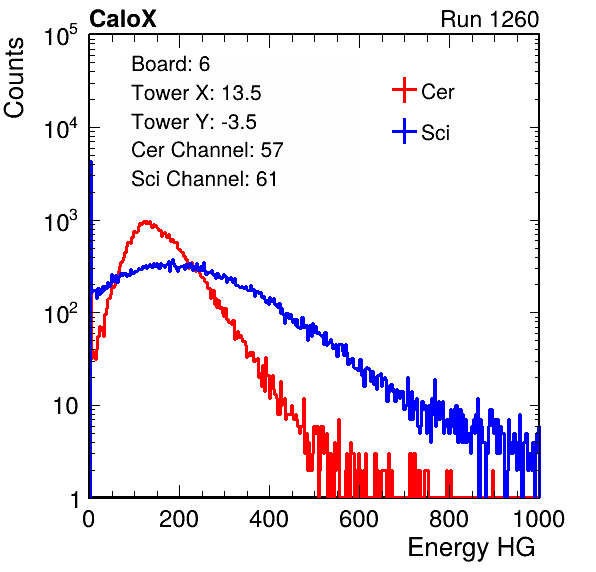 CaloX Run 1260
Counts
Board: 6
Tower X: 13.5
Tower Y: -3.5
Cer Channel: 57
Sci Channel: 61
Cer
Sci
10^5
10^4
10^3
10^2
10
1
0 200 400 600 800 1000
Energy HG